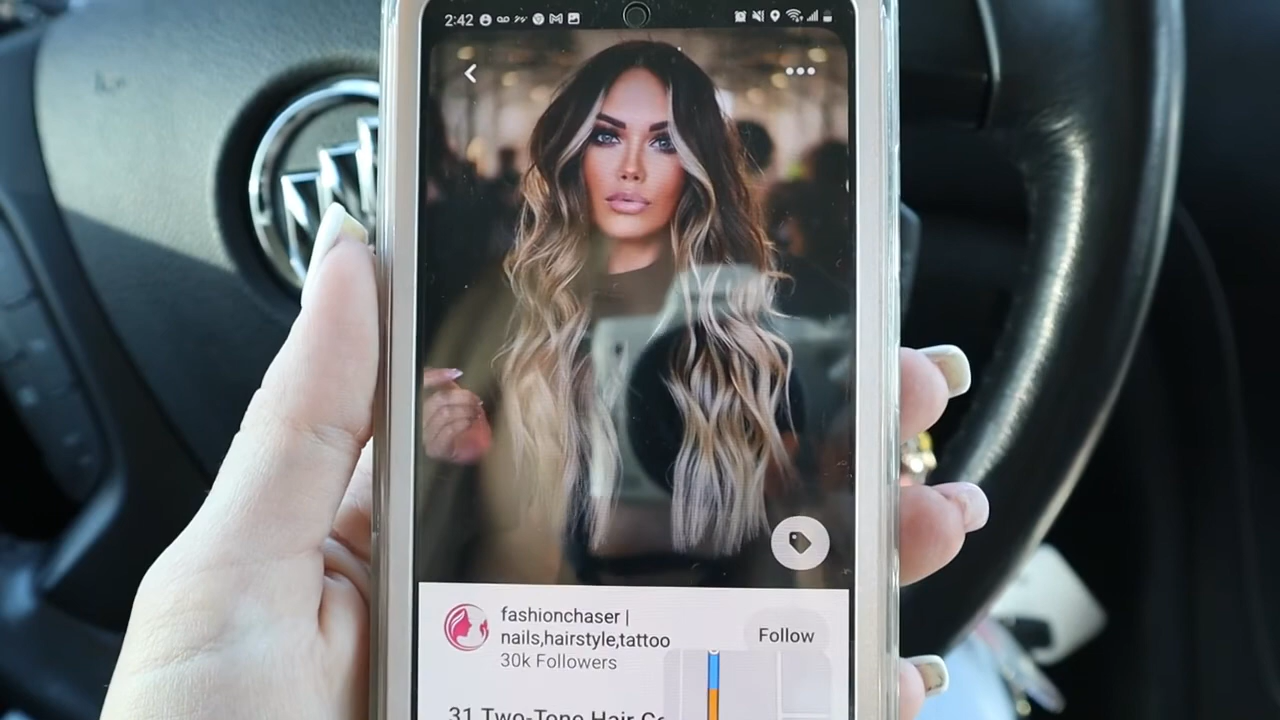 2:42
fashionchaser |
nails,hairstyle,tattoo
30k Followers
Follow
31 Two-Tone Hair